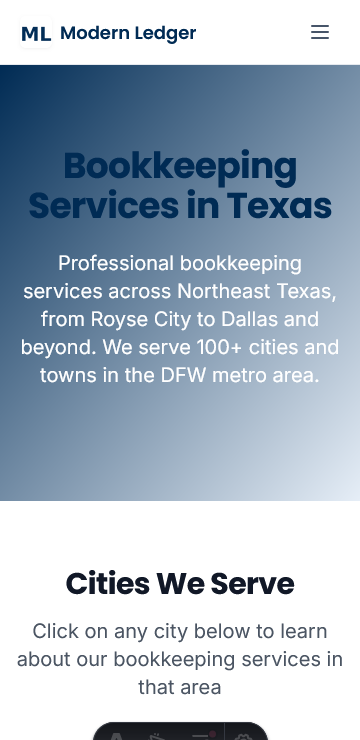 ML Modern Ledger
Bookkeeping
Services in Texas
Professional bookkeeping
services across Northeast Texas,
from Royse City to Dallas and
beyond. We serve 100+ cities and
towns in the DFW metro area.
Cities We Serve
Click on any city below to learn
about our bookkeeping services in
that area